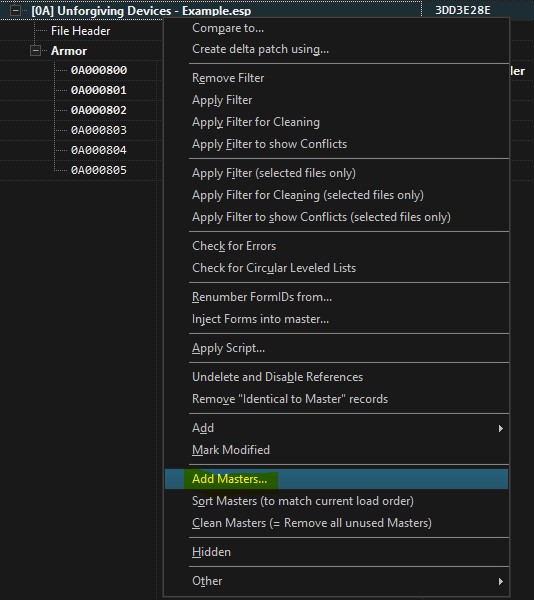 [0A] Unforgiving Devices - Example.esp 3DD3E28E
File Header
Armor
0A000800
0A000801
0A000802
0A000803
0A000804
0A000805
ler
Compare to...
Create delta patch using...
Remove Filter
Apply Filter
Apply Filter for Cleaning
Apply Filter to show Conflicts
Apply Filter (selected files only)
Apply Filter for Cleaning (selected files only)
Apply Filter to show Conflicts (selected files only)
Check for Errors
Check for Circular Leveled Lists
Renumber FormIDs from...
Inject Forms into master...
Apply Script...
Undelete and Disable References
Remove "Identical to Master" records
Add
Mark Modified
Add Masters...
Sort Masters (to match current load order)
Clean Masters (= Remove all unused Masters)
Hidden
Other